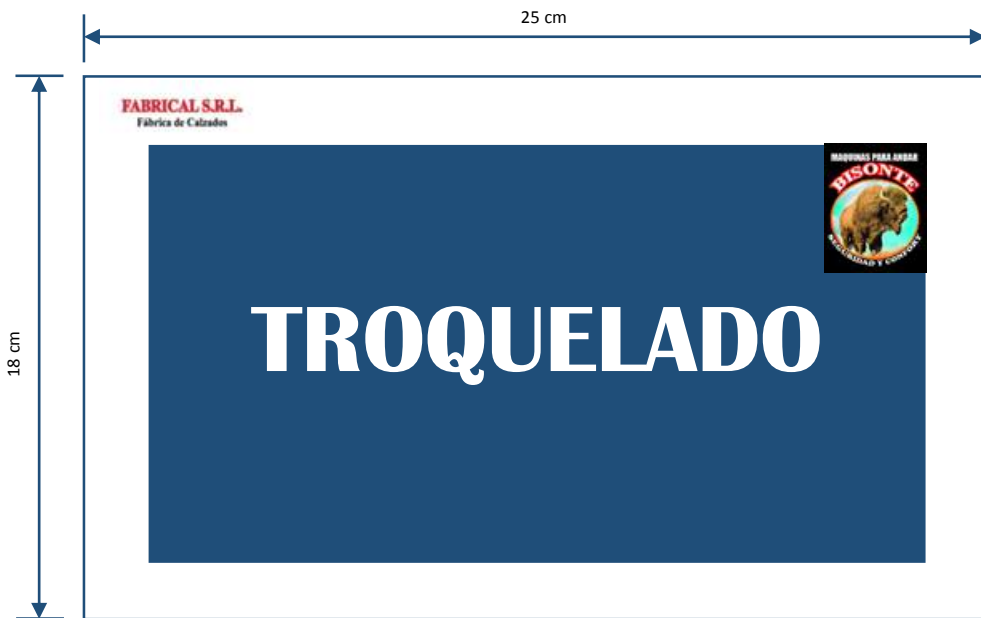 25 cm
FABRICAL S.R.L.
Fábrica de Calzados
MAQUINAS PARA ANDAR
BISONTE
SEGURIDAD Y CONFORT
TROQUELADO
18 cm